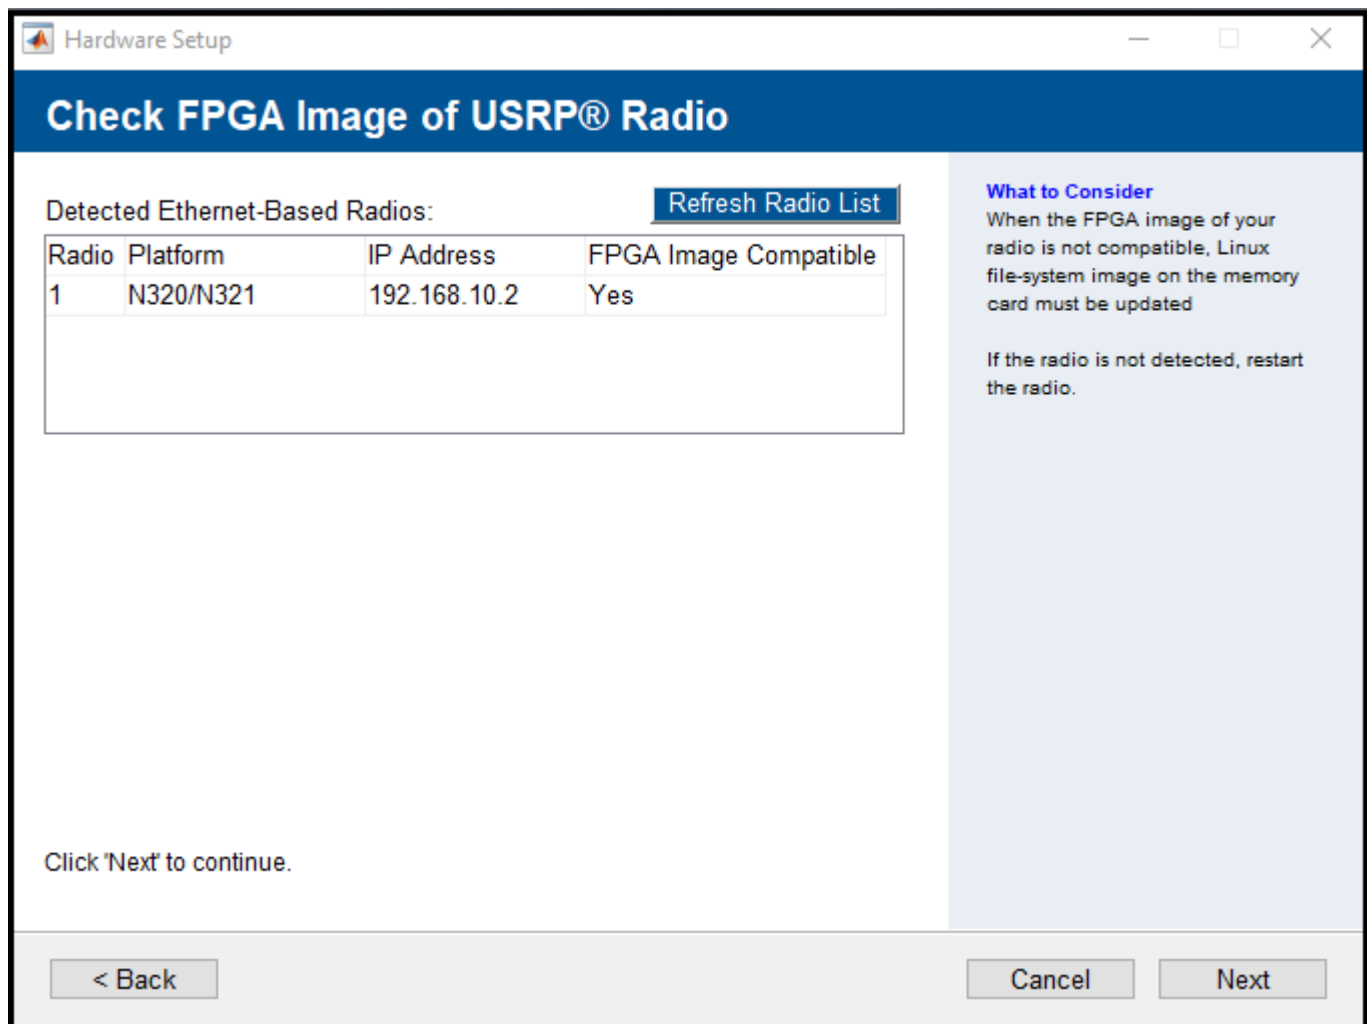 Hardware Setup
Check FPGA Image of USRP® Radio
Detected Ethernet-Based Radios:
Refresh Radio List
Radio Platform IP Address FPGA Image Compatible
1 N320/N321 192.168.10.2 Yes
Click 'Next' to continue.
What to Consider
When the FPGA image of your
radio is not compatible, Linux
file-system image on the memory
card must be updated
If the radio is not detected, restart
the radio.
< Back
Cancel
Next